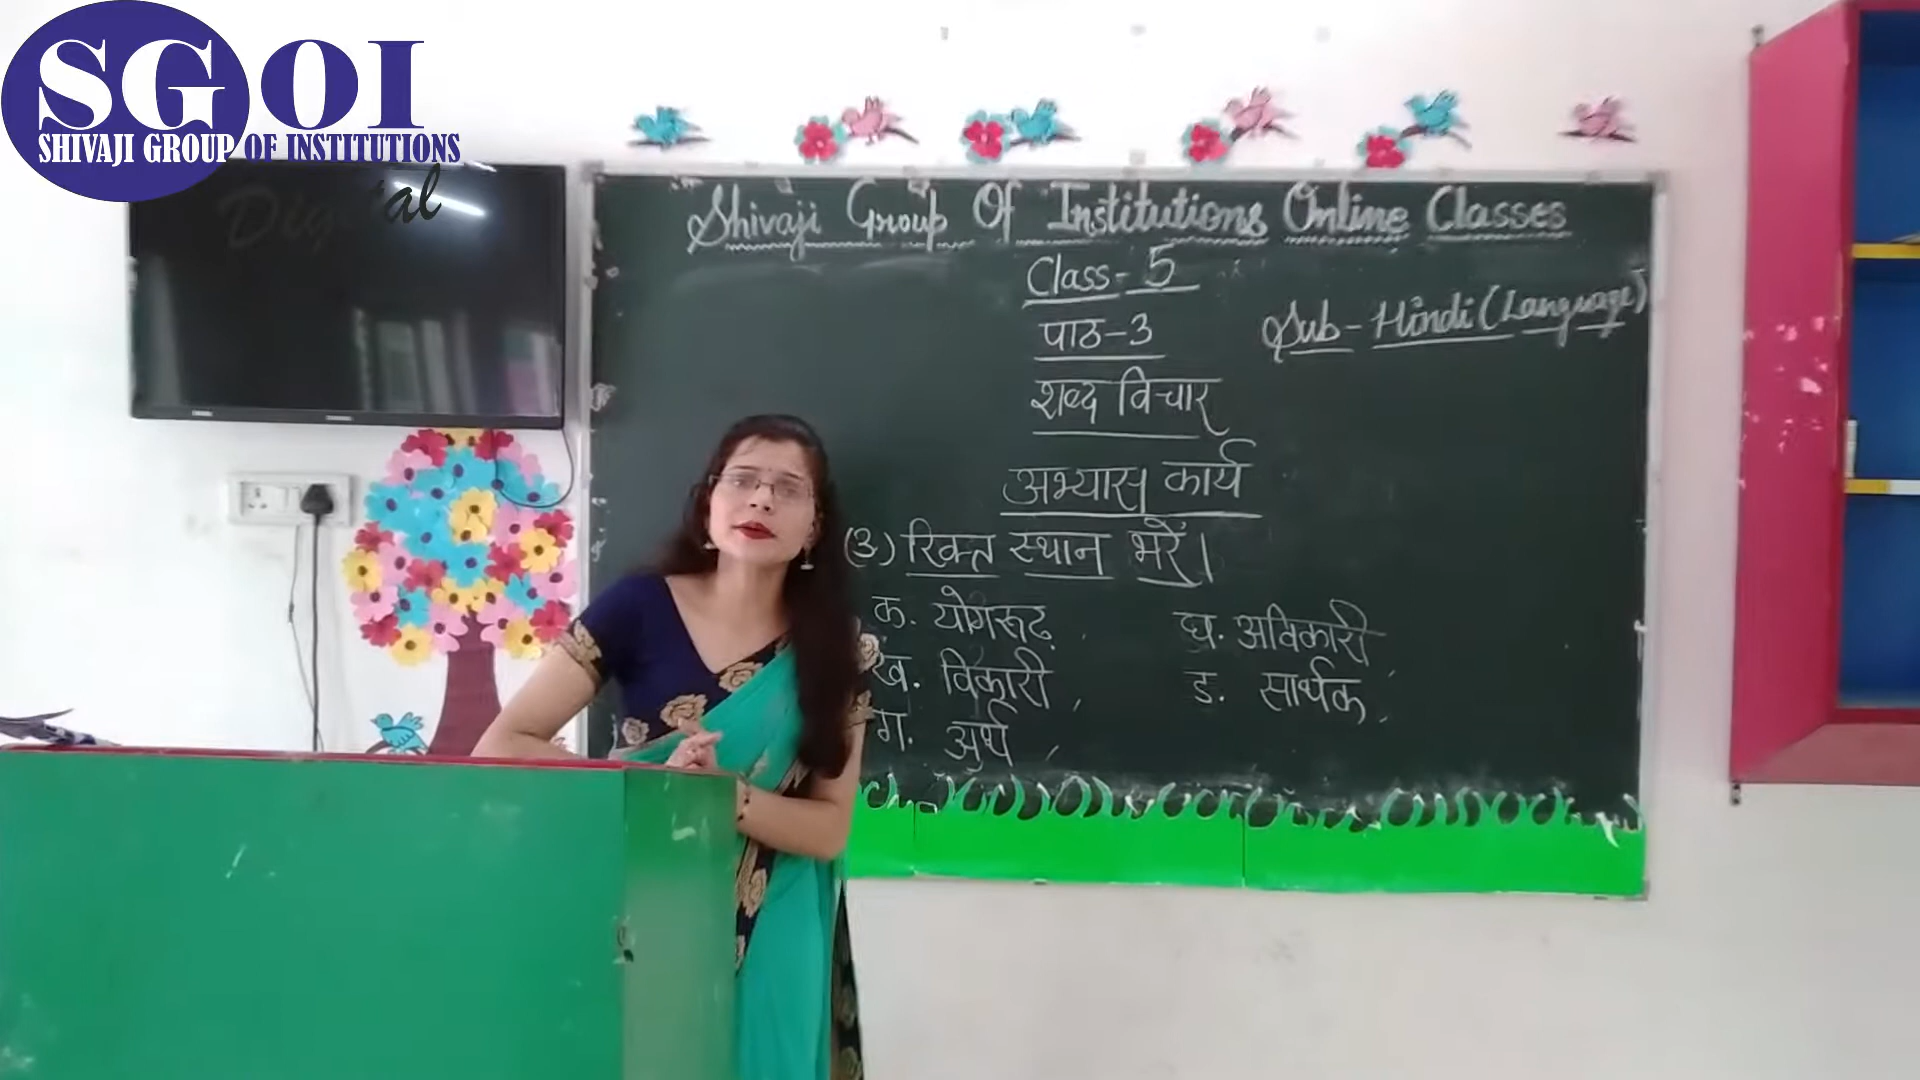 SGOI
SHIVAJI GROUP OF INSTITUTIONS
Digital
Shivaji Group Of Institutions Online Classes
Class-5
Sub-Hindi (Language)
पाठ-3
शब्द विचार
अभ्यास कार्य
(3) रिक्त स्थान भरें।
क. योगरूढ़
ख. विकारी,
ग. अर्थ,
घ. अविकारी
ड. सार्थक